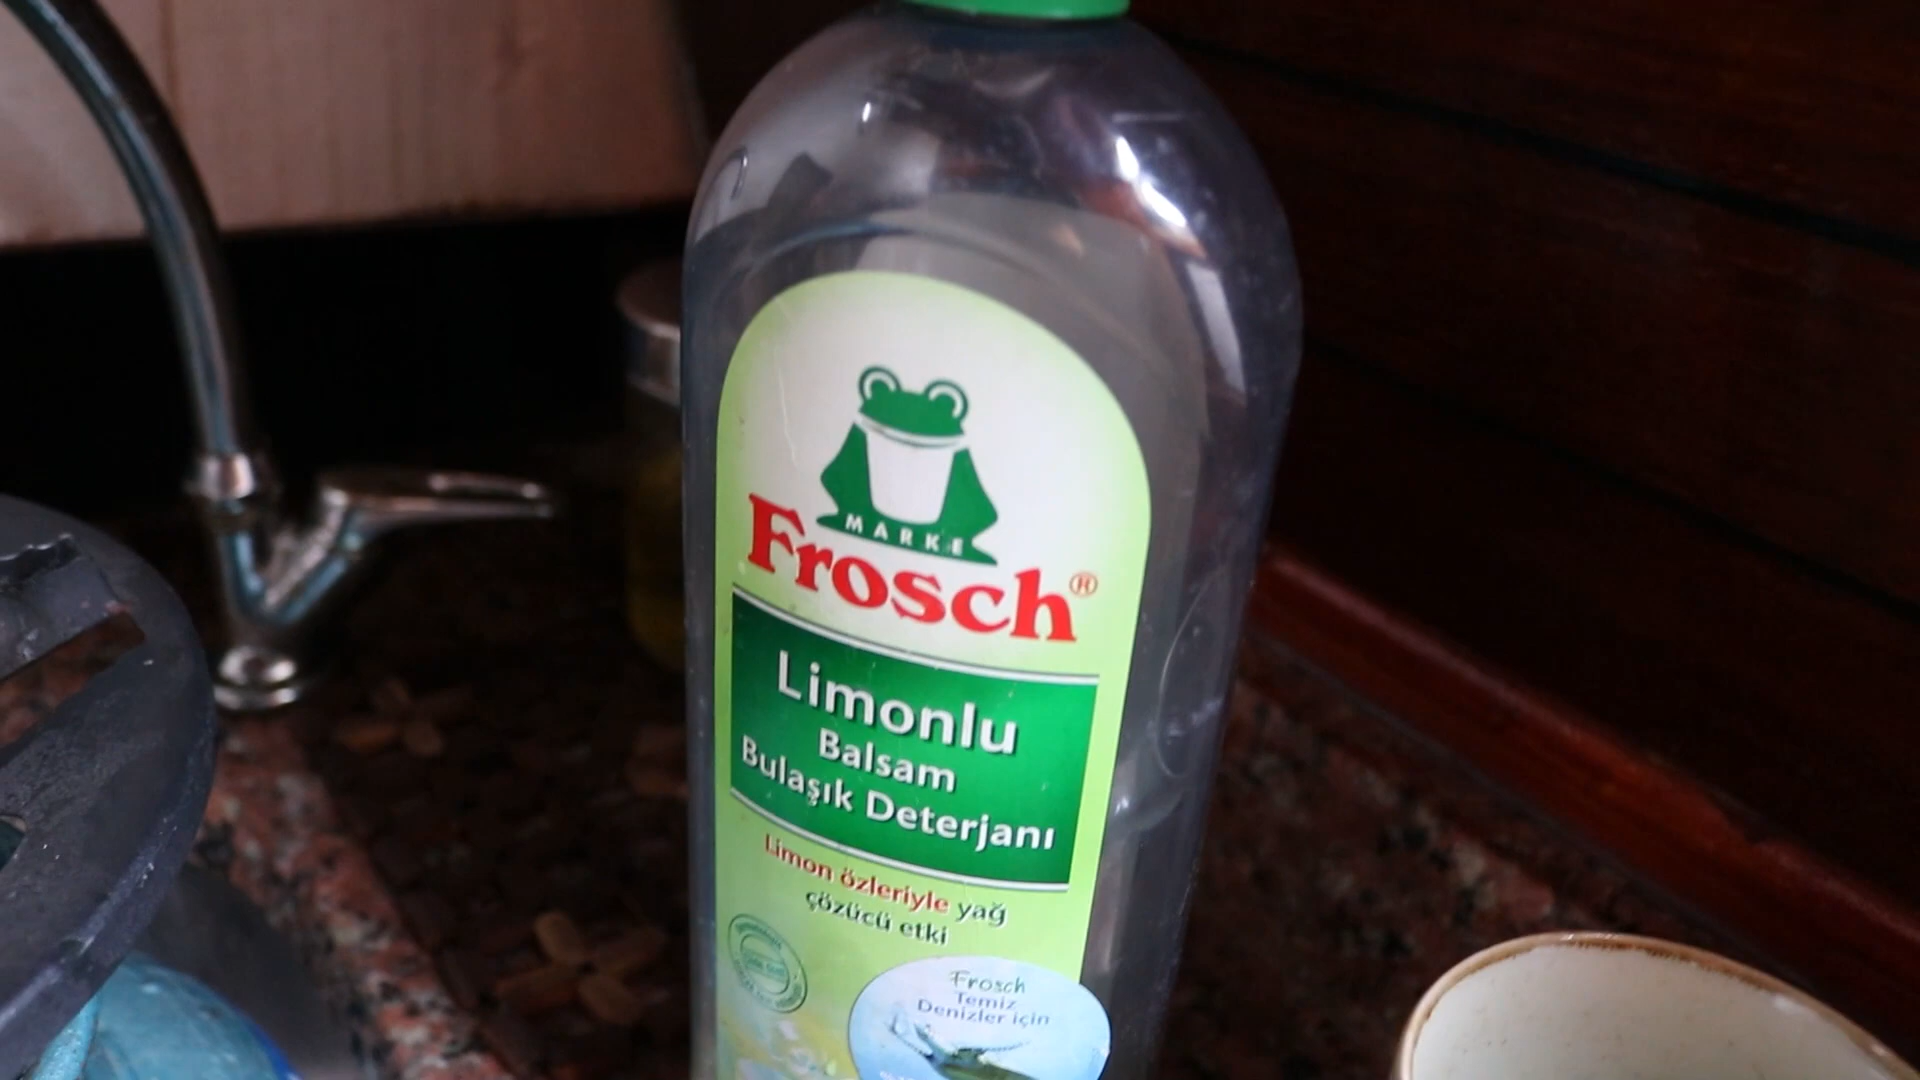 MARKE
Frosch®
Limonlu
Balsam
Bulaşık Deterjanı
Limon özleriyle yağ
çözücü etki
Frosch
Temiz
Denizler için